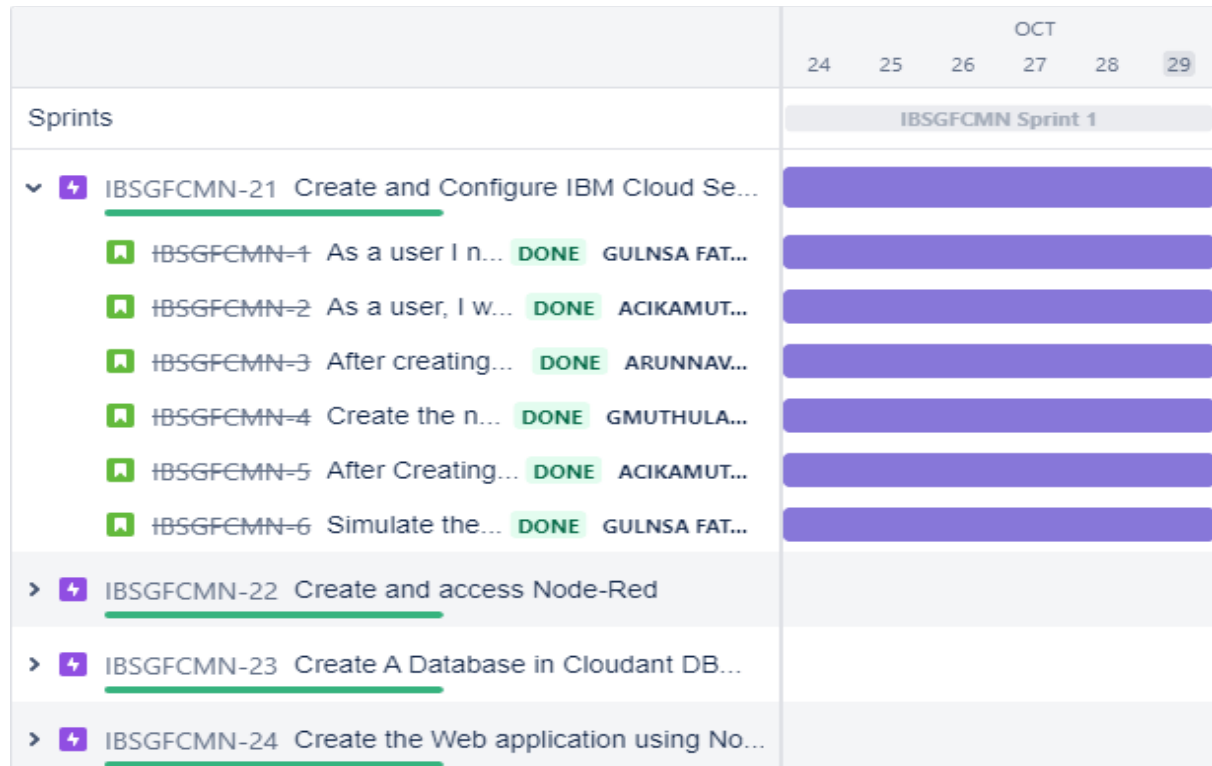 OCT
24 25 26 27 28 29
Sprints IBSGFCMN Sprint 1
IBSGFCMN-21 Create and Configure IBM Cloud Se...
IBSGFCMN-1 As a user I n... DONE GULNSA FAT...
IBSGFCMN-2 As a user, I w... DONE ACIKAMUT...
IBSGFCMN-3 After creating... DONE ARUNNAV...
IBSGFCMN-4 Create the n... DONE GMUTHULA...
IBSGFCMN-5 After Creating... DONE ACIKAMUT...
IBSGFCMN-6 Simulate the... DONE GULNSA FAT...
IBSGFCMN-22 Create and access Node-Red
IBSGFCMN-23 Create A Database in Cloudant DB...
IBSGFCMN-24 Create the Web application using No...